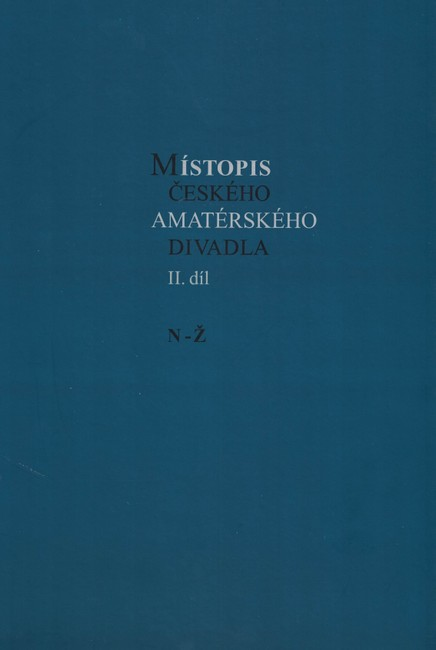 MÍSTOPIS
ČESKÉHO
AMATÉRSKÉHO
DIVADLA
II. díl
N - Ž